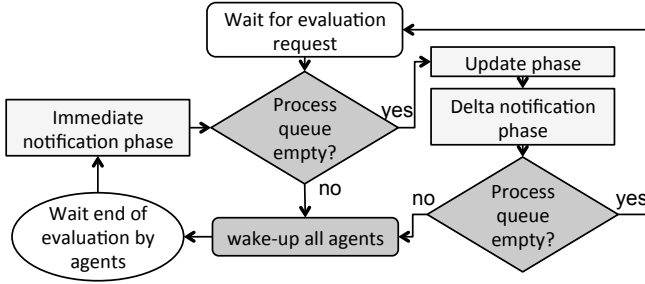 Wait for evaluation
request
Update phase
Process
queue
empty?
yes
Immediate
notification phase
Delta notification
phase
no
no
Process
queue
empty?
yes
Wait end of
evaluation by
agents
wake-up all agents